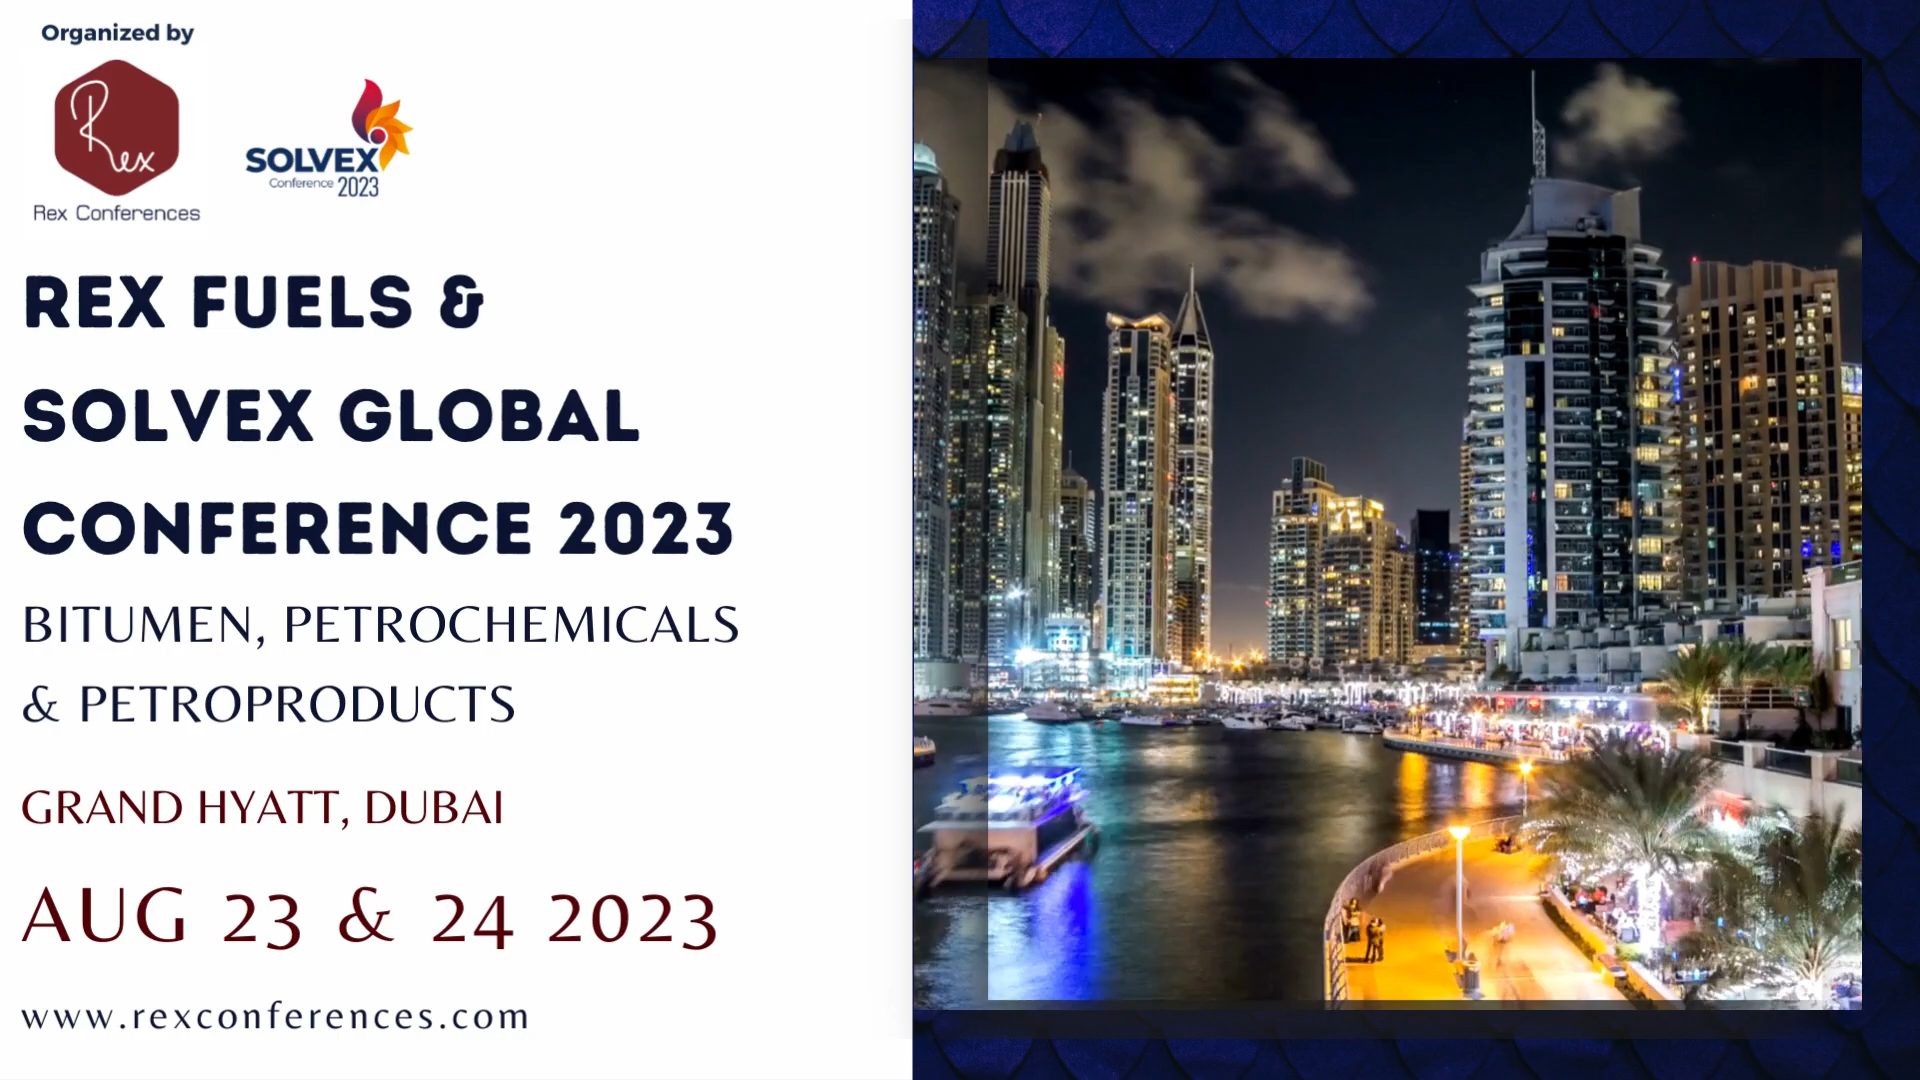 Organized by
Rex
Rex Conferences
SOLVEX
Conference 2023
REX FUELS &
SOLVEX GLOBAL
CONFERENCE 2023
BITUMEN, PETROCHEMICALS
& PETROPRODUCTS
GRAND HYATT, DUBAI
AUG 23 & 24 2023
www.rexconferences.com